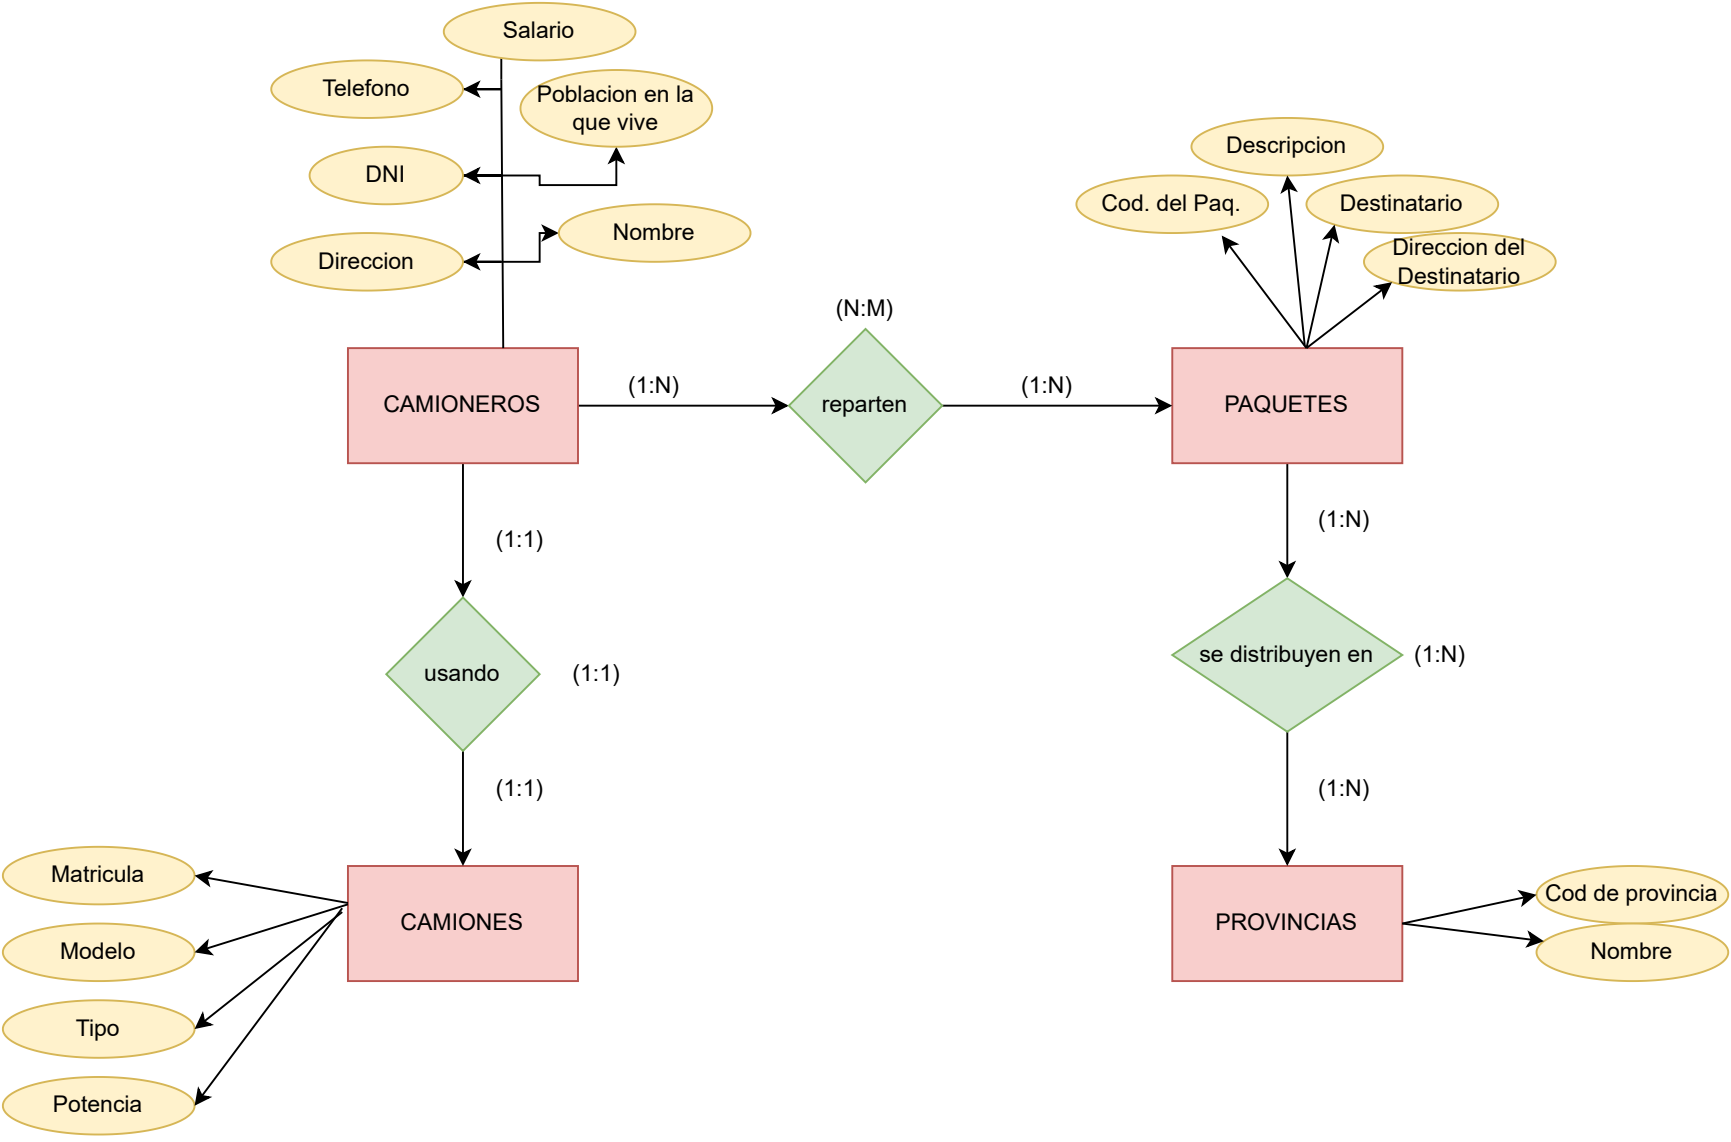 Salario
Telefono
Poblacion en la
que vive
DNI
Nombre
Direccion
Descripcion
Cod. del Paq.
Destinatario
Direccion del
Destinatario
(N:M)
CAMIONEROS
(1:N)
reparten
(1:N)
PAQUETES
(1:1)
(1:N)
usando
(1:1)
se distribuyen en
(1:N)
(1:1)
(1:N)
Matricula
Modelo
Tipo
Potencia
CAMIONES
PROVINCIAS
Cod de provincia
Nombre